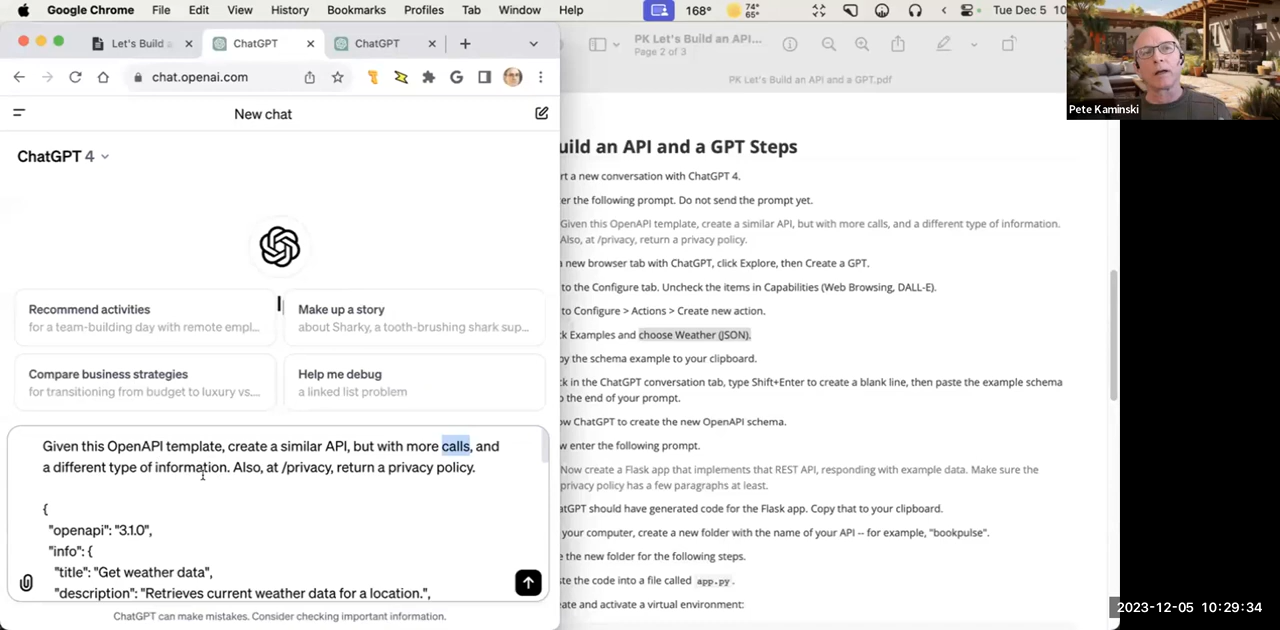 Google Chrome File Edit View History Bookmarks Profiles Tab Window Help 168° 74° 65° Tue Dec 5 10
Let's Build a
ChatGPT
ChatGPT
PK Let's Build an API...
Page 2 of 3
chat.openai.com
PK Let's Build an API and a GPT.pdf
Pete Kaminski
New chat
ChatGPT 4
Recommend activities
for a team-building day with remote empl...
Make up a story
about Sharky, a tooth-brushing shark sup...
Compare business strategies
for transitioning from budget to luxury vs....
Help me debug
a linked list problem
Given this OpenAPI template, create a similar API, but with more calls, and
a different type of information. Also, at /privacy, return a privacy policy.
{
"openapi": "3.1.0",
"info": {
"title": "Get weather data",
"description": "Retrieves current weather data for a location.",
ChatGPT can make mistakes. Consider checking important information.
uild an API and a GPT Steps
rt a new conversation with ChatGPT 4.
er the following prompt. Do not send the prompt yet.
Given this OpenAPI template, create a similar API, but with more calls, and a different type of information.
Also, at /privacy, return a privacy policy.
a new browser tab with ChatGPT, click Explore, then Create a GPT.
to the Configure tab. Uncheck the items in Capabilities (Web Browsing, DALL-E).
to Configure > Actions > Create new action.
ck Examples and choose Weather (JSON).
py the schema example to your clipboard.
ck in the ChatGPT conversation tab, type Shift+Enter to create a blank line, then paste the example schema
o the end of your prompt.
ow ChatGPT to create the new OpenAPI schema.
w enter the following prompt.
Now create a Flask app that implements that REST API, responding with example data. Make sure the
privacy policy has a few paragraphs at least.
atGPT should have generated code for the Flask app. Copy that to your clipboard.
your computer, create a new folder with the name of your API -- for example, "bookpulse".
e the new folder for the following steps.
ste the code into a file called app.py.
eate and activate a virtual environment:
2023-12-05 10:29:34